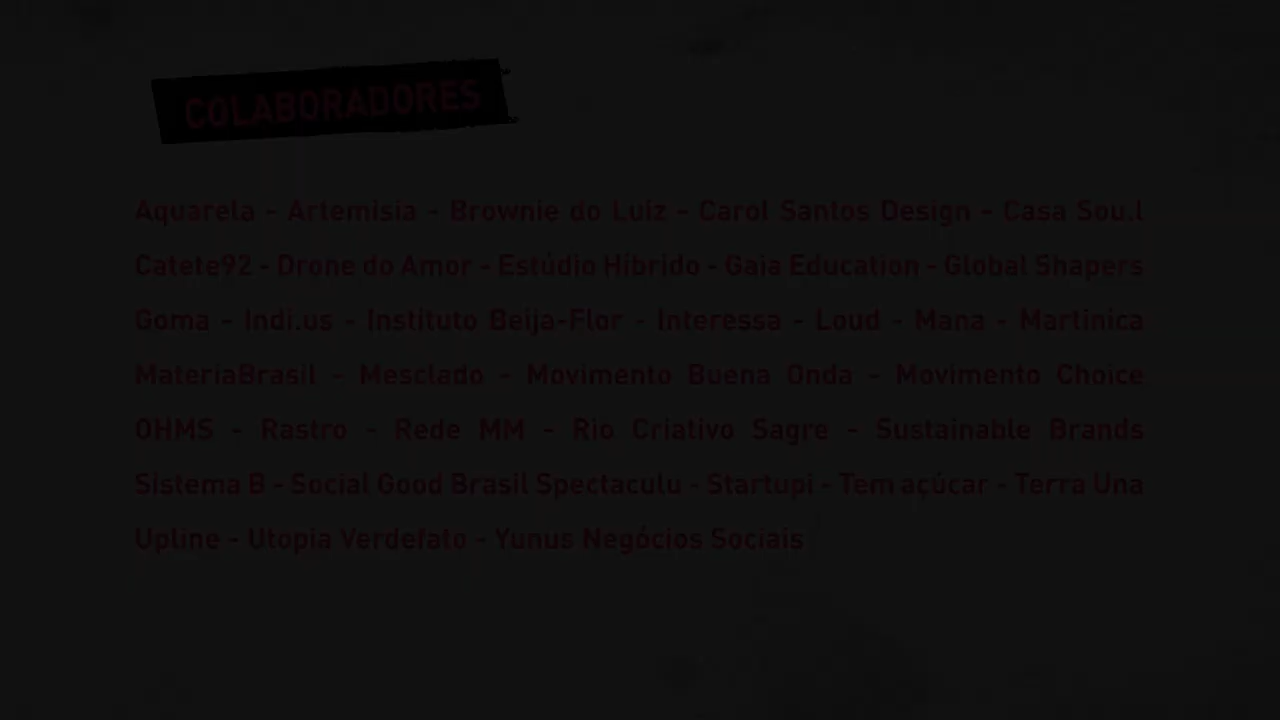 COLABORADORES
Aquarela - Artemisia - Brownie do Luiz - Carol Santos Design - Casa Sou.l
Catete92 - Drone do Amor - Estúdio Híbrido - Gaia Education - Global Shapers
Goma - Indi.us - Instituto Beija-Flor - Interessa - Loud - Mana - Martinica
MateriaBrasil - Mesclado - Movimento Buena Onda - Movimento Choice
OHMS - Rastro - Rede MM - Rio Criativo Sagre - Sustainable Brands
Sistema B - Social Good Brasil Spectaculu - Startupi - Tem açúcar - Terra Una
Upline - Utopia Verdefato - Yunus Negócios Sociais